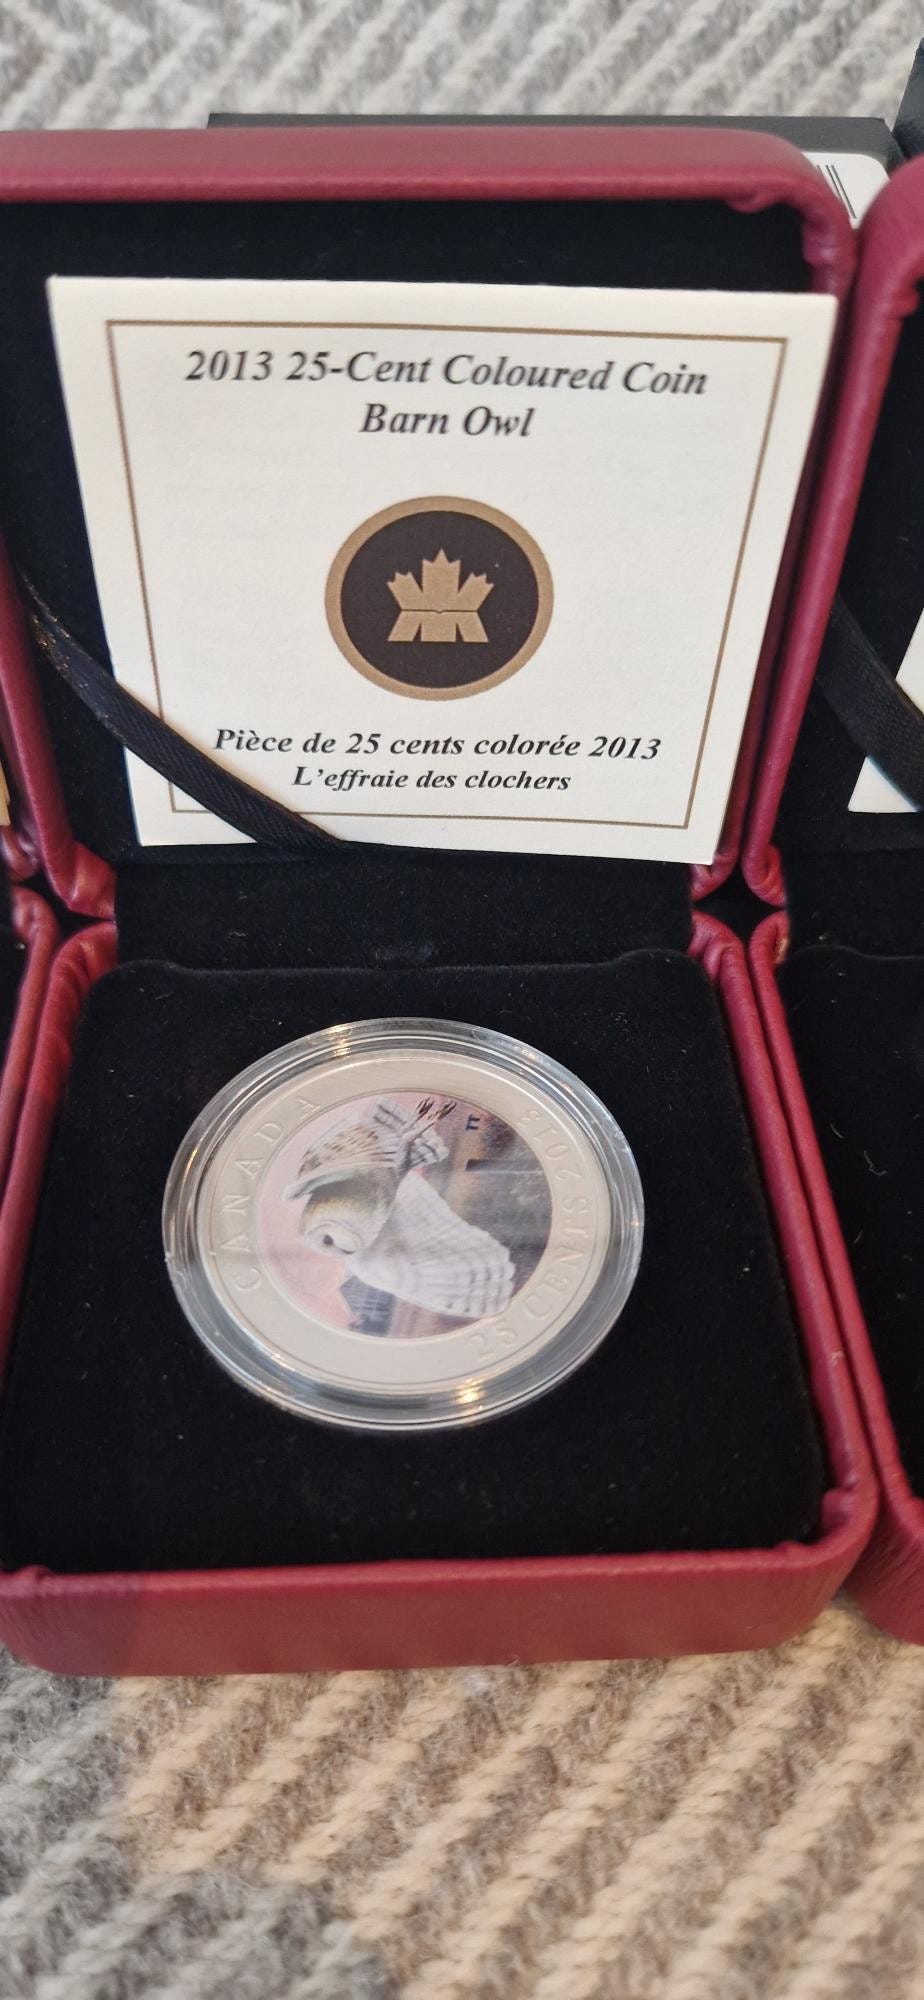 2013 25-Cent Coloured Coin
Barn Owl
Pièce de 25 cents colorée 2013
L'effraie des clochers
CANADA
25 CENTS 2013
TT